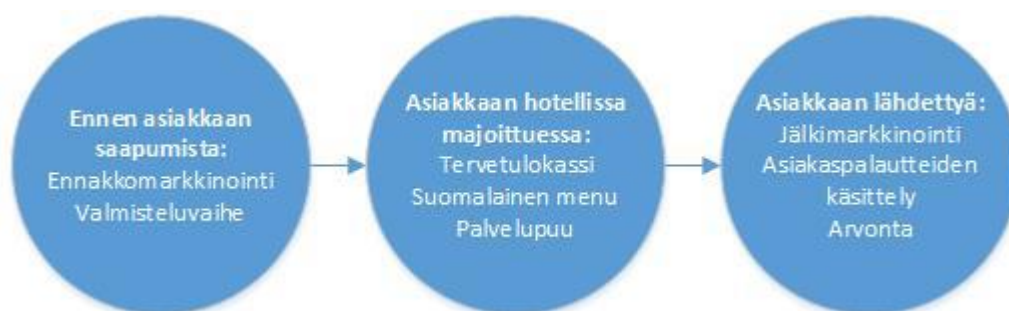 Ennen asiakkaan
saapumista:
Ennakkomarkkinointi
Valmisteluvaihe
Asiakkaan hotellissa
majoittuessa:
Tervetulokassi
Suomalainen menu
Palvelupuu
Asiakkaan lähdettyä:
Jälkimarkkinointi
Asiakaspalautteiden
käsittely
Arvonta